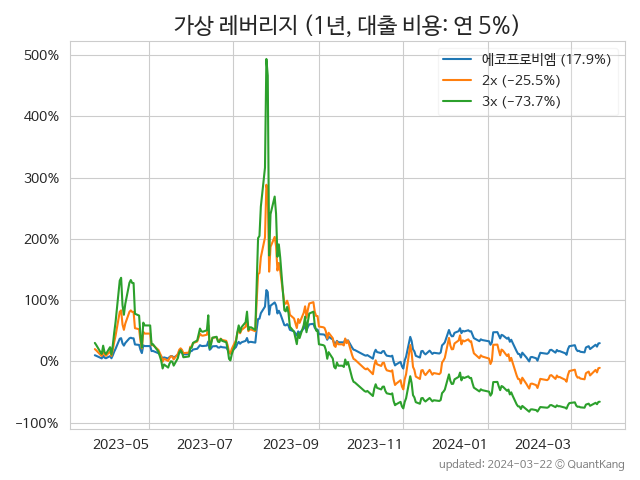 가상 레버리지 (1년, 대출 비용: 연 5%)
500%
400%
300%
200%
100%
0%
−100%
에코프로비엠 (17.9%)
2x (−25.5%)
3x (−73.7%)
2023-05
2023-07
2023-09
2023-11
2024-01
2024-03
updated: 2024-03-22 © QuantKang